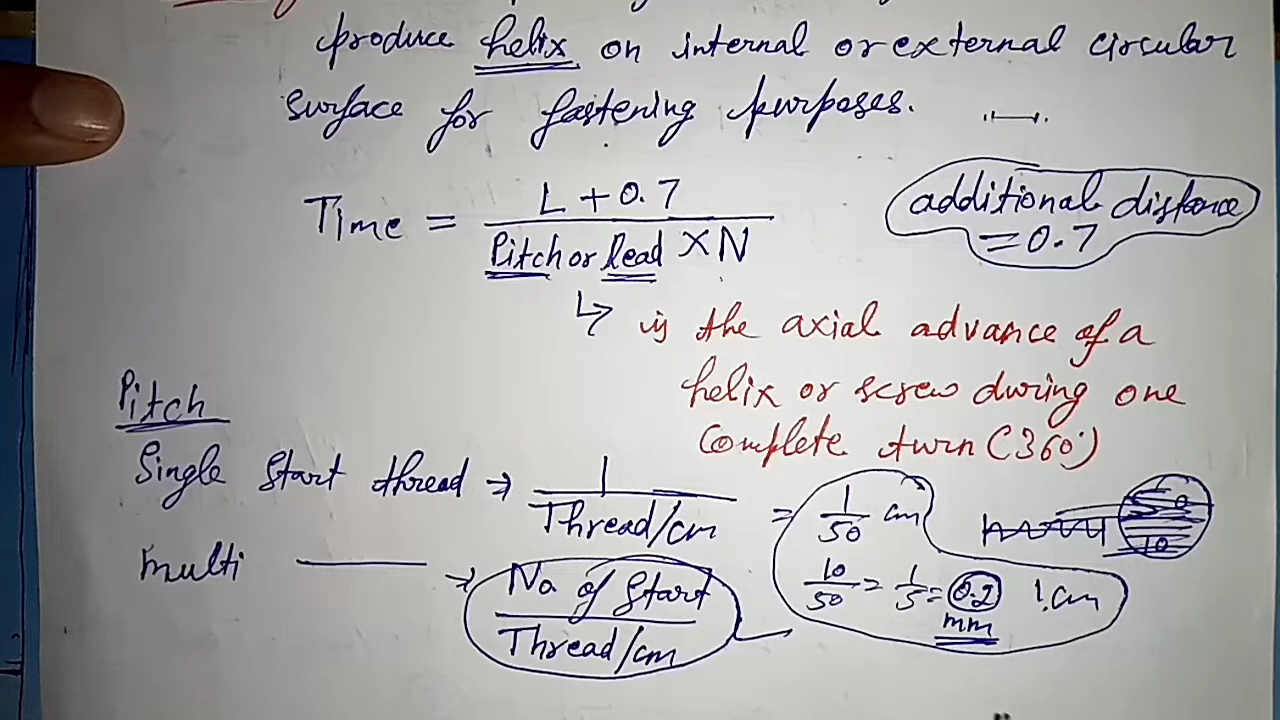 produce helix on internal or external circular
surface for fastening purposes.
Time = L + 0.7
Pitch or lead × N
additional distance
= 0.7
↳ is the axial advance of a
helix or screw during one
complete turn (360°)
Pitch
Single Start thread → 1
Thread/cm
= 1/50 cm
multi ——— → No of Start
Thread/cm
10/50 = 1/5 = 0.2
mm
1 cm